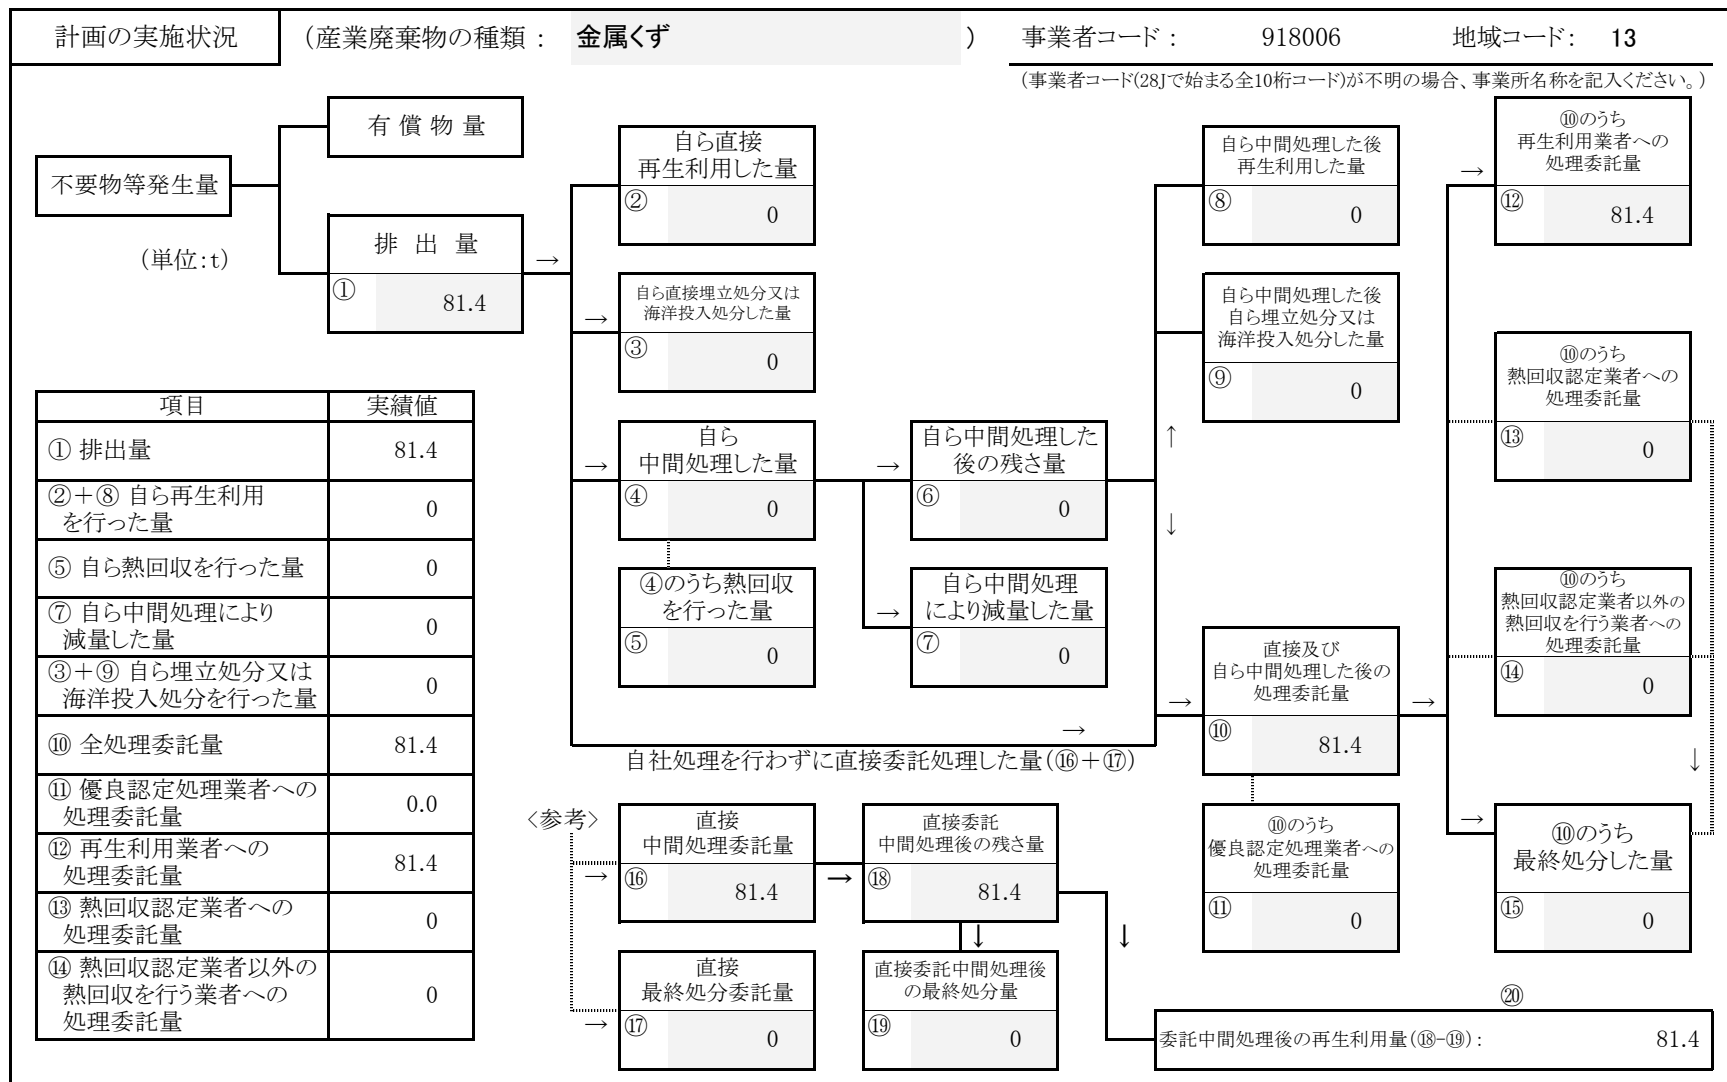 計画の実施状況
（産業廃棄物の種類： 金属くず ）
事業者コード： 918006 地域コード： 13
（事業者コード(28Jで始まる全10桁コード)が不明の場合、事業所名称を記入ください。）
不要物等発生量
（単位:t）
有償物量
排出量
→
① 81.4
自ら直接
再生利用した量
② 0
→
自ら直接埋立処分又は
海洋投入処分した量
③ 0
→
自ら
中間処理した量
④ 0
④のうち熱回収
を行った量
⑤ 0
→
自ら中間処理した
後の残さ量
⑥ 0
→
自ら中間処理
により減量した量
⑦ 0
↑
↓
自ら中間処理した後
再生利用した量
⑧ 0
自ら中間処理した後
自ら埋立処分又は
海洋投入処分した量
⑨ 0
→
自社処理を行わずに直接委託処理した量(⑯＋⑰)
→
直接及び
自ら中間処理した後の
処理委託量
⑩ 81.4
→
⑩のうち
優良認定処理業者への
処理委託量
⑪ 0
→
⑩のうち
再生利用業者への
処理委託量
⑫ 81.4
⑩のうち
熱回収認定業者への
処理委託量
⑬ 0
⑩のうち
熱回収認定業者以外の
熱回収を行う業者への
処理委託量
⑭ 0
↓
→
⑩のうち
最終処分した量
⑮ 0
項目 実績値
① 排出量 81.4
②＋⑧ 自ら再生利用
を行った量 0
⑤ 自ら熱回収を行った量 0
⑦ 自ら中間処理により
減量した量 0
③＋⑨ 自ら埋立処分又は
海洋投入処分を行った量 0
⑩ 全処理委託量 81.4
⑪ 優良認定処理業者への
処理委託量 0.0
⑫ 再生利用業者への
処理委託量 81.4
⑬ 熱回収認定業者への
処理委託量 0
⑭ 熱回収認定業者以外の
熱回収を行う業者への
処理委託量 0
<参考>
→
直接
中間処理委託量
⑯ 81.4
→
直接
最終処分委託量
⑰ 0
→
直接委託
中間処理後の残さ量
⑱ 81.4
↓
直接委託中間処理後
の最終処分量
⑲ 0
↓
⑳
委託中間処理後の再生利用量(⑱-⑲)： 81.4